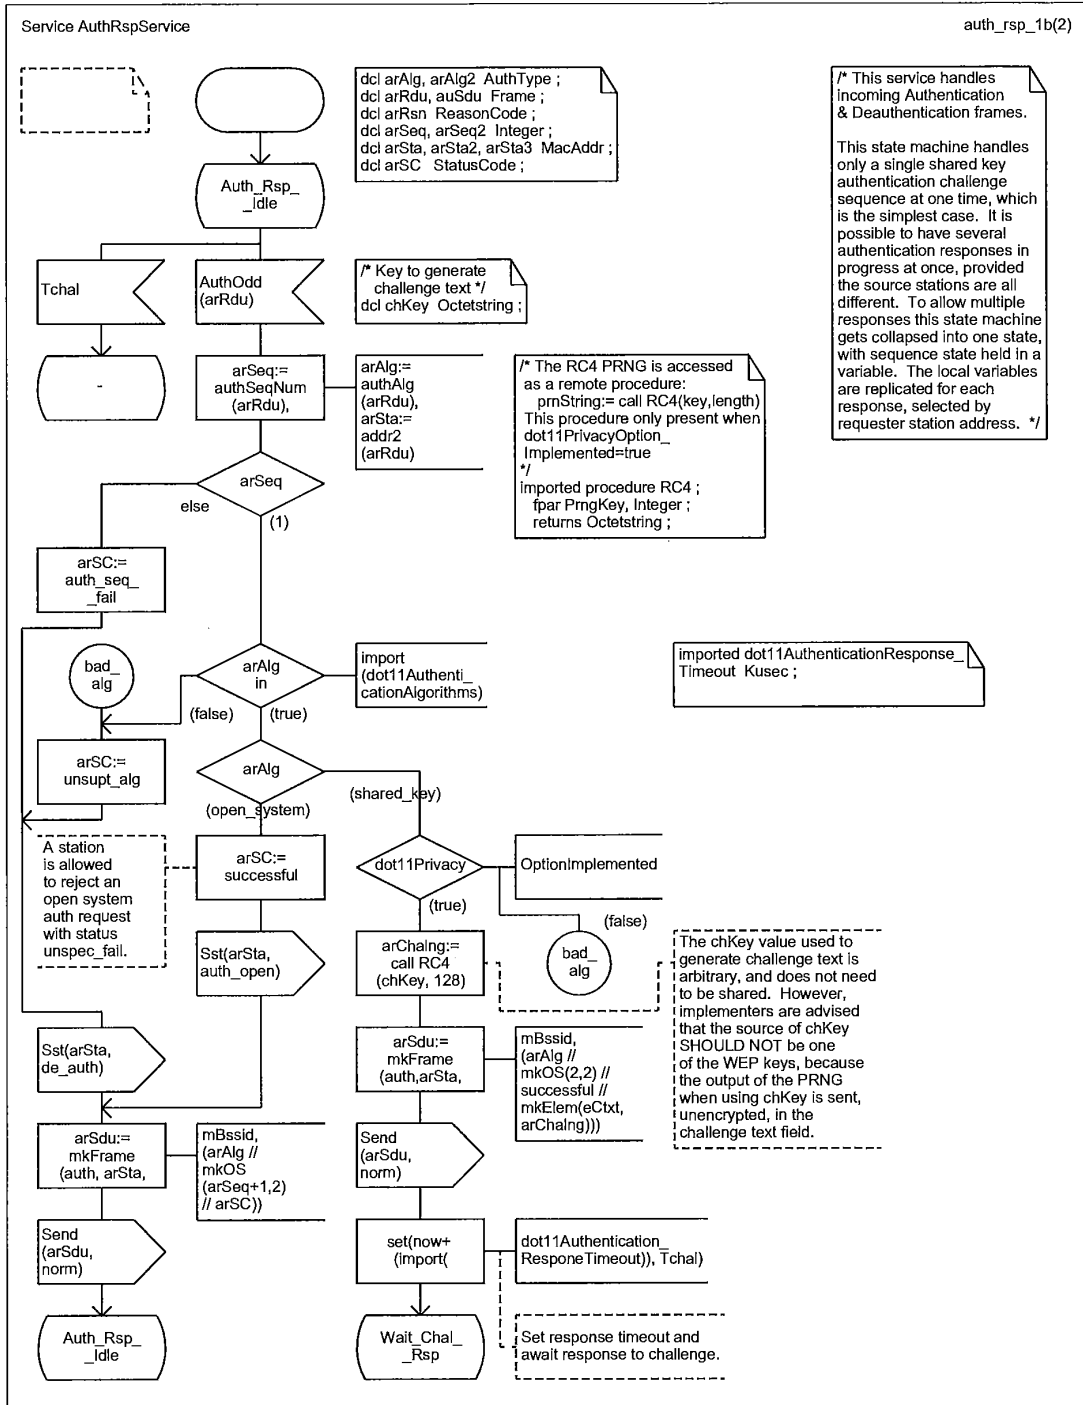 Service AuthRspService
auth_rsp_1b(2)
dcl arAlg, arAlg2 AuthType ;
dcl arRdu, auSdu Frame ;
dcl arRsn ReasonCode ;
dcl arSeq, arSeq2 Integer ;
dcl arSta, arSta2, arSta3 MacAddr ;
dcl arSC StatusCode ;
/* This service handles
incoming Authentication
& Deauthentication frames.
This state machine handles
only a single shared key
authentication challenge
sequence at one time, which
is the simplest case. It is
possible to have several
authentication responses in
progress at once, provided
the source stations are all
different. To allow multiple
responses this state machine
gets collapsed into one state,
with sequence state held in a
variable. The local variables
are replicated for each
response, selected by
requester station address. */
Auth_Rsp_
_Idle
Tchal
AuthOdd
(arRdu)
/* Key to generate
challenge text */
dcl chKey Octetstring ;
-
arSeq:=
authSeqNum
(arRdu),
arAlg:=
authAlg
(arRdu),
arSta:=
addr2
(arRdu)
/* The RC4 PRNG is accessed
as a remote procedure:
prnString:= call RC4(key,length)
This procedure only present when
dot11PrivacyOption_
Implemented=true
*/
imported procedure RC4 ;
fpar PrngKey, Integer ;
returns Octetstring ;
arSeq
else
(1)
arSC:=
auth_seq_
_fail
bad_
alg
arAlg
in
import
(dot11Authenti_
cationAlgorithms)
imported dot11AuthenticationResponse_
Timeout Kusec ;
(false)
(true)
arSC:=
unsupt_alg
arAlg
(shared_key)
(open_system)
A station
is allowed
to reject an
open system
auth request
with status
unspec_fail.
arSC:=
successful
dot11Privacy
OptionImplemented
(true)
(false)
Sst(arSta,
auth_open)
arChalng:=
call RC4
(chKey, 128)
bad_
alg
The chKey value used to
generate challenge text is
arbitrary, and does not need
to be shared. However,
implementers are advised
that the source of chKey
SHOULD NOT be one
of the WEP keys, because
the output of the PRNG
when using chKey is sent,
unencrypted, in the
challenge text field.
Sst(arSta,
de_auth)
arSdu:=
mkFrame
(auth,arSta,
mBssid,
(arAlg //
mkOS(2,2) //
successful //
mkElem(eCtxt,
arChalng)))
arSdu:=
mkFrame
(auth, arSta,
mBssid,
(arAlg //
mkOS
(arSeq+1,2)
// arSC))
Send
(arSdu,
norm)
Send
(arSdu,
norm)
set(now+
(import(
dot11Authentication_
ResponeTimeout)), Tchal)
Auth_Rsp_
_Idle
Wait_Chal_
_Rsp
Set response timeout and
await response to challenge.